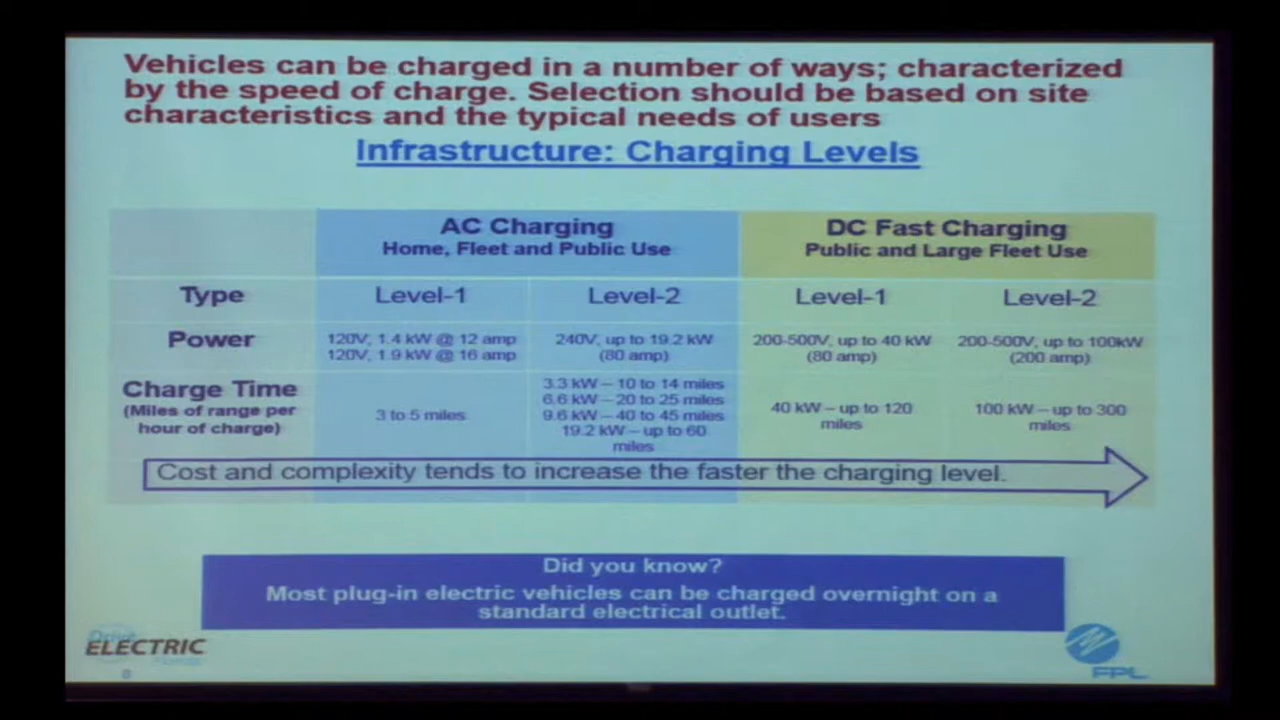 Vehicles can be charged in a number of ways; characterized
by the speed of charge. Selection should be based on site
characteristics and the typical needs of users
Infrastructure: Charging Levels
AC Charging
Home, Fleet and Public Use
DC Fast Charging
Public and Large Fleet Use
Type
Level-1
Level-2
Level-1
Level-2
Power
120V, 1.4 kW @ 12 amp
120V, 1.9 kW @ 16 amp
240V, up to 19.2 kW
(80 amp)
200-500V, up to 40 kW
(80 amp)
200-500V, up to 100kW
(200 amp)
Charge Time
(Miles of range per
hour of charge)
3 to 5 miles
3.3 kW – 10 to 14 miles
6.6 kW – 20 to 25 miles
9.6 kW – 40 to 45 miles
19.2 kW – up to 60
miles
40 kW – up to 120
miles
100 kW – up to 300
miles
Cost and complexity tends to increase the faster the charging level.
Did you know?
Most plug-in electric vehicles can be charged overnight on a
standard electrical outlet.
Drive
ELECTRIC
Florida
8
FPL